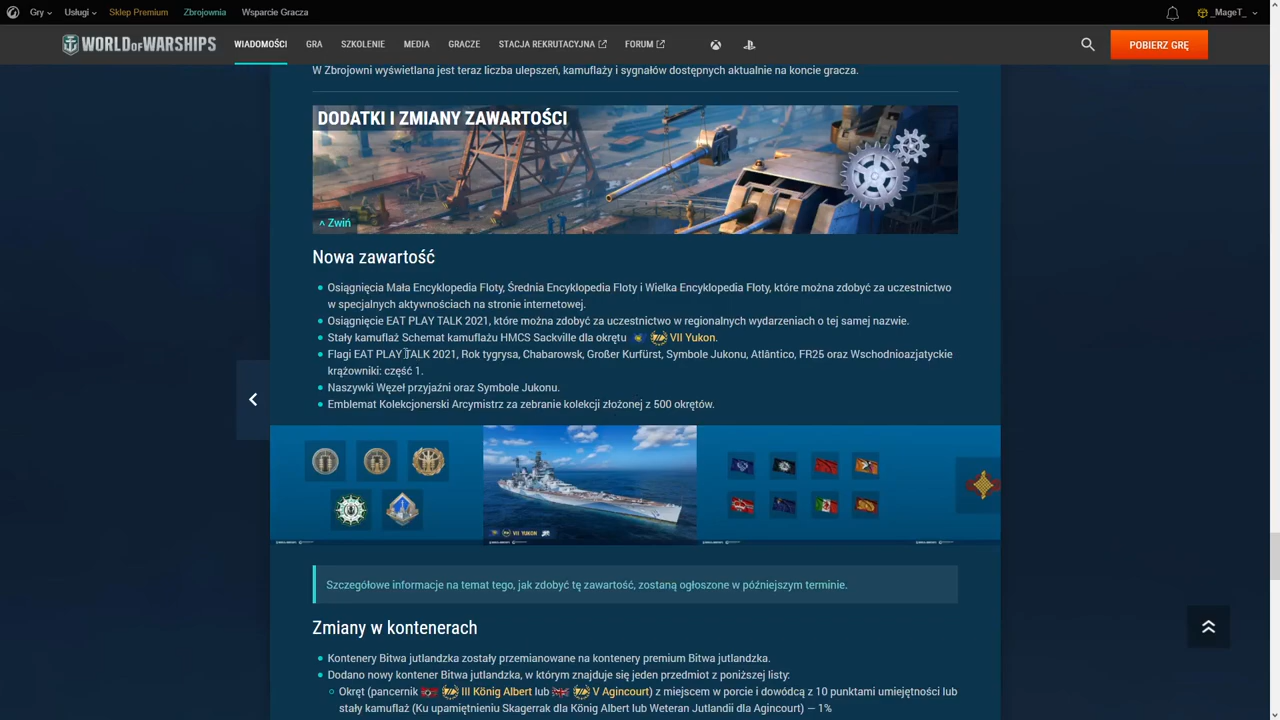 Gry Usługi Sklep Premium Zbrojownia Wsparcie Gracza _MageT_
WORLD OF WARSHIPS WIADOMOŚCI GRA SZKOLENIE MEDIA GRACZE STACJA REKRUTACYJNA FORUM POBIERZ GRĘ
W Zbrojowni wyświetlana jest teraz liczba ulepszeń, kamuflaży i sygnałów dostępnych aktualnie na koncie gracza.
DODATKI I ZMIANY ZAWARTOŚCI
^ Zwiń
Nowa zawartość
Osiągnięcia Mała Encyklopedia Floty, Średnia Encyklopedia Floty i Wielka Encyklopedia Floty, które można zdobyć za uczestnictwo
w specjalnych aktywnościach na stronie internetowej.
Osiągnięcie EAT PLAY TALK 2021, które można zdobyć za uczestnictwo w regionalnych wydarzeniach o tej samej nazwie.
Stały kamuflaż Schemat kamuflażu HMCS Sackville dla okrętu VII Yukon.
Flagi EAT PLAY TALK 2021, Rok tygrysa, Chabarowsk, Großer Kurfürst, Symbole Jukonu, Atlântico, FR25 oraz Wschodnioazjatyckie
krążowniki: część 1.
Naszywki Węzeł przyjaźni oraz Symbole Jukonu.
Emblemat Kolekcjonerski Arcymistrz za zebranie kolekcji złożonej z 500 okrętów.
VII YUKON
Szczegółowe informacje na temat tego, jak zdobyć tę zawartość, zostaną ogłoszone w późniejszym terminie.
Zmiany w kontenerach
Kontenery Bitwa jutlandzka zostały przemianowane na kontenery premium Bitwa jutlandzka.
Dodano nowy kontener Bitwa jutlandzka, w którym znajduje się jeden przedmiot z poniższej listy:
Okręt (pancernik III König Albert lub V Agincourt) z miejscem w porcie i dowódcą z 10 punktami umiejętności lub
stały kamuflaż (Ku upamiętnieniu Skagerrak dla König Albert lub Weteran Jutlandii dla Agincourt) — 1%